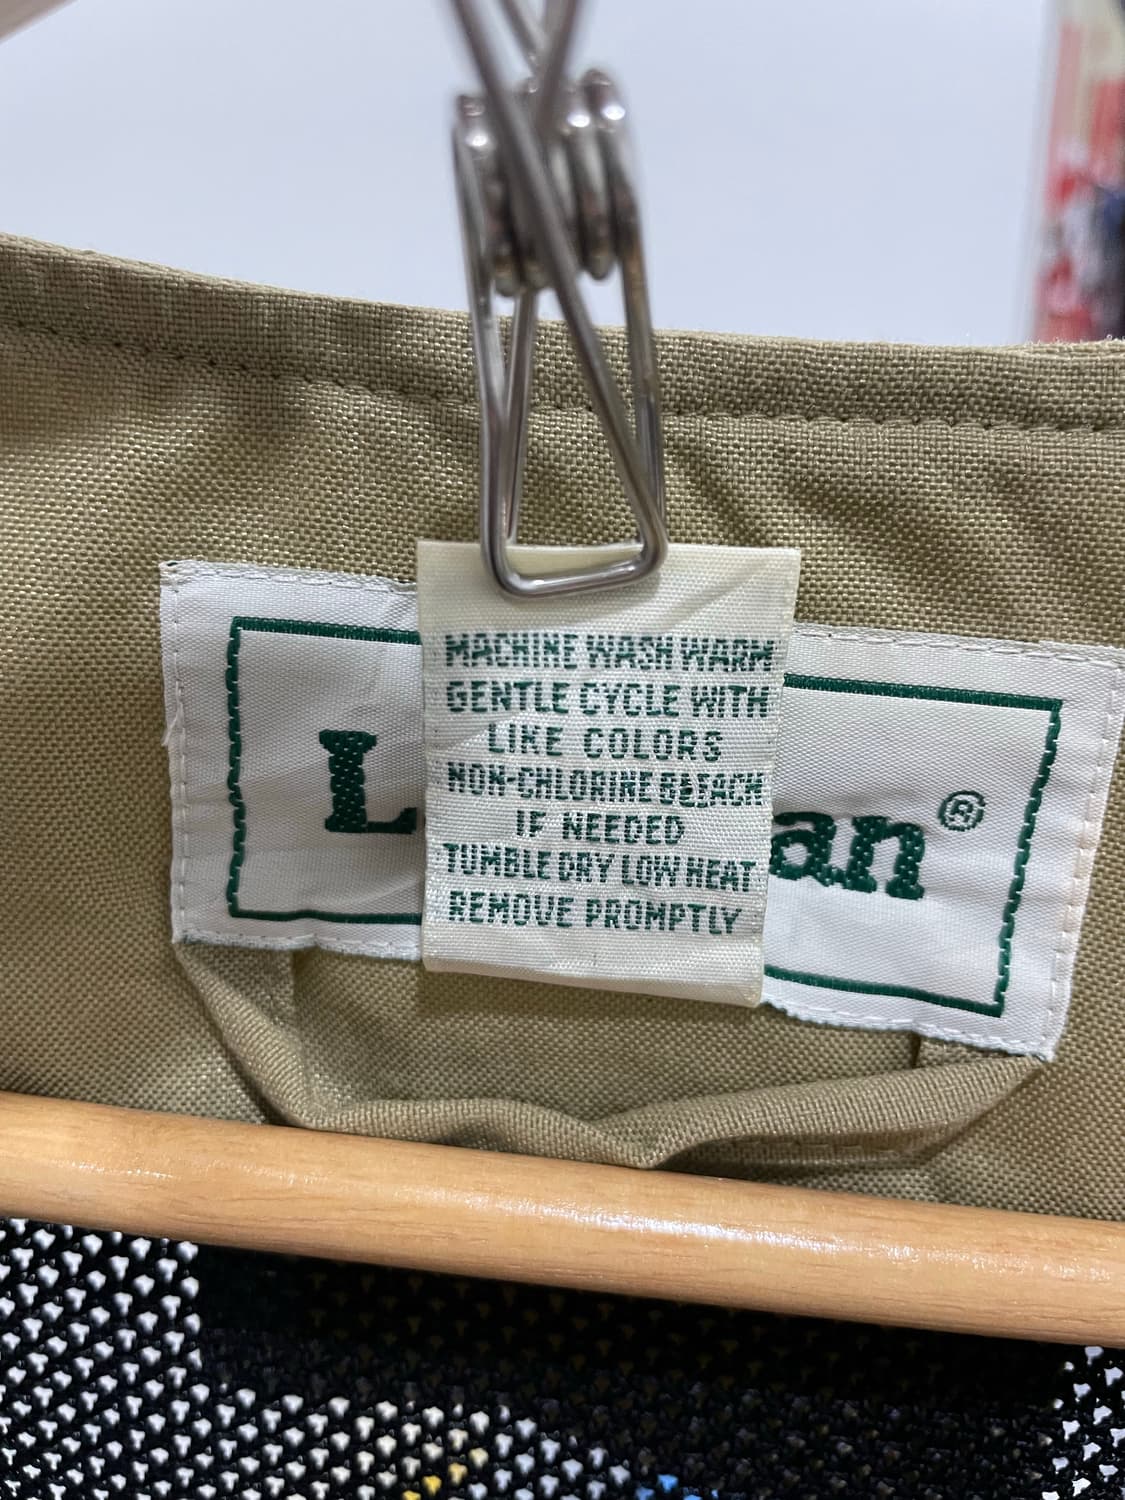 MACHINE WASH WARM
GENTLE CYCLE WITH
LIKE COLORS
NON-CHLORINE BLEACH
IF NEEDED
TUMBLE DRY LOW HEAT
REMOVE PROMPTLY
L an®